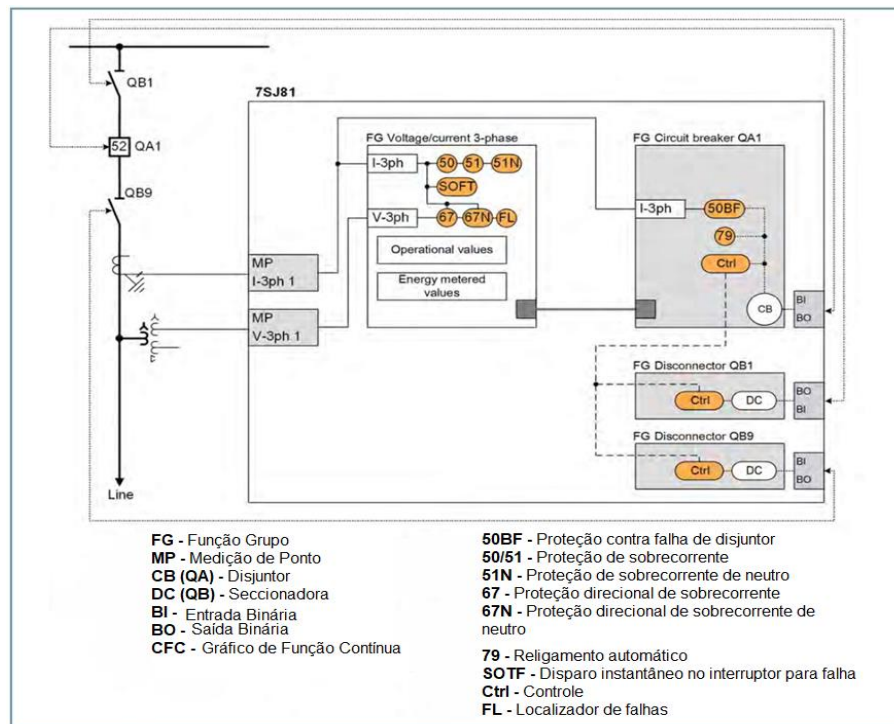 QB1
7SJ81
FG Voltage/current 3-phase
FG Circuit breaker QA1
52 QA1
I-3ph 50 51 51N
SOFT
QB9
V-3ph 67 67N FL
I-3ph 50BF
79
Operational values
Ctrl
MP
I-3ph 1
Energy metered
values
CB
BI
BO
MP
V-3ph 1
FG Disconnector QB1
Ctrl DC
BO
BI
FG Disconnector QB9
Ctrl DC
BI
BO
Line
FG - Função Grupo
MP - Medição de Ponto
CB (QA) - Disjuntor
DC (QB) - Seccionadora
BI - Entrada Binária
BO - Saída Binária
CFC - Gráfico de Função Contínua
50BF - Proteção contra falha de disjuntor
50/51 - Proteção de sobrecorrente
51N - Proteção de sobrecorrente de neutro
67 - Proteção direcional de sobrecorrente
67N - Proteção direcional de sobrecorrente de
neutro
79 - Religamento automático
SOTF - Disparo instantâneo no interruptor para falha
Ctrl - Controle
FL - Localizador de falhas